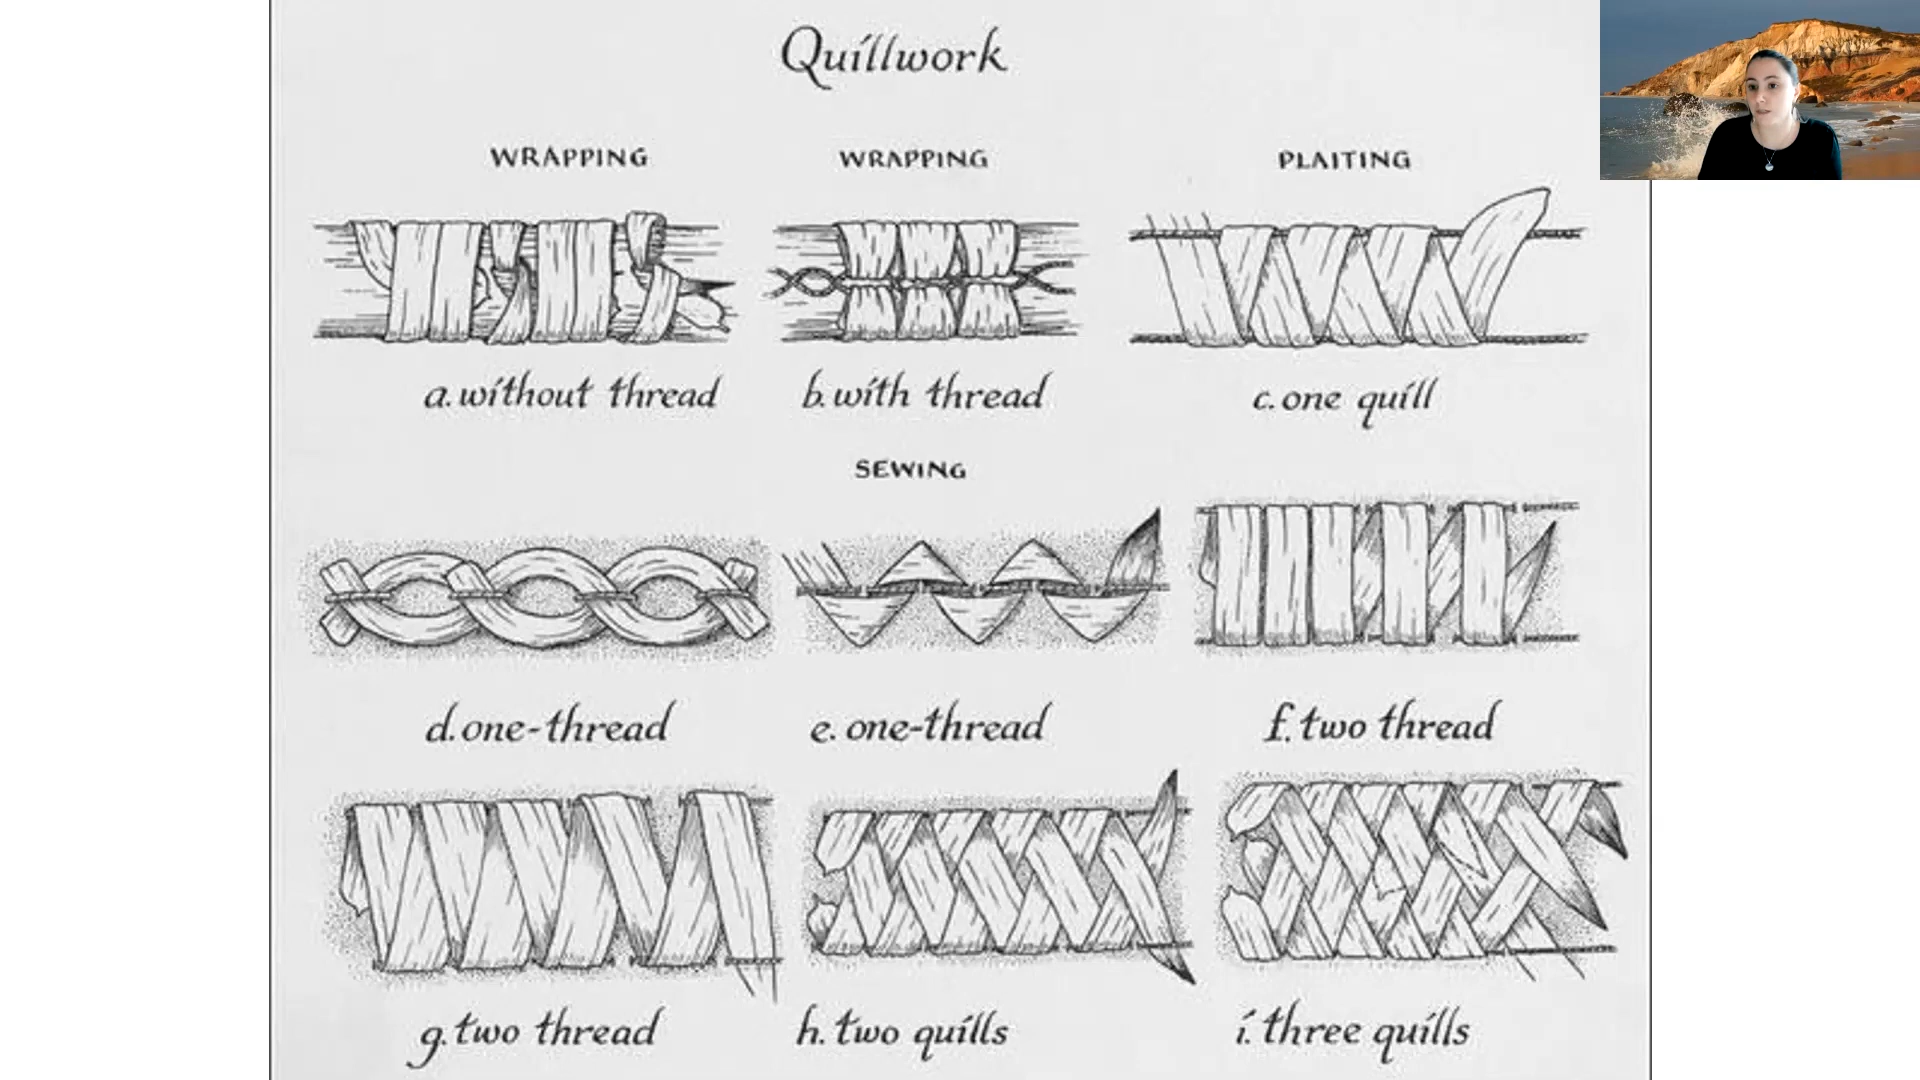 Quillwork
WRAPPING
WRAPPING
PLAITING
a. without thread
b. with thread
c. one quill
SEWING
d. one-thread
e. one-thread
f. two thread
g. two thread
h. two quills
i. three quills